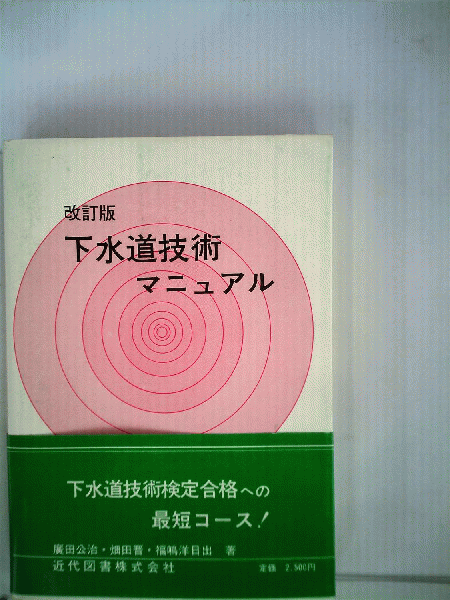 改訂版
下水道技術
マニュアル
下水道技術検定合格への
最短コース!
廣田公治・畑田晋・福嶋洋日出 著
近代図書株式会社
定価 2,500円